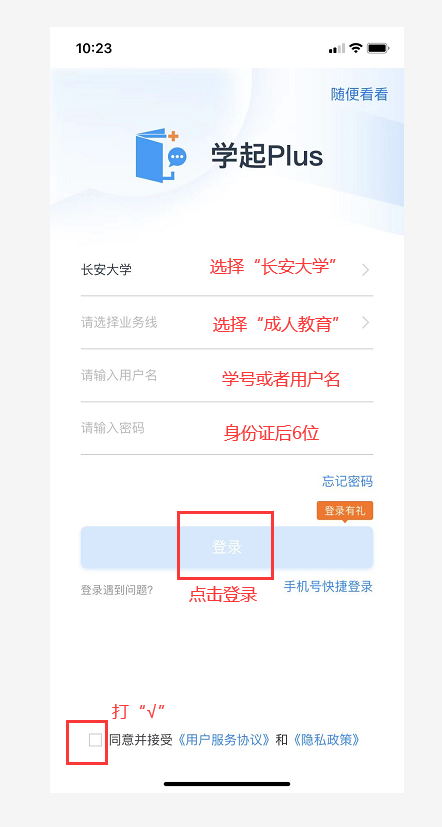 10:23
随便看看
学起Plus
长安大学 选择“长安大学”
请选择业务线 选择“成人教育”
请输入用户名 学号或者用户名
请输入密码 身份证后6位
忘记密码
登录有礼
登录
登录遇到问题? 点击登录 手机号快捷登录
打“√”
同意并接受《用户服务协议》和《隐私政策》